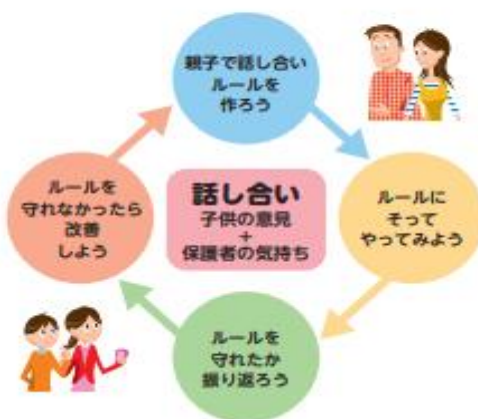 親子で話し合い
ルールを
作ろう
ルールに
そって
やってみよう
ルールを
守れたか
振り返ろう
ルールを
守れなかったら
改善
しよう
話し合い
子供の意見
+
保護者の気持ち